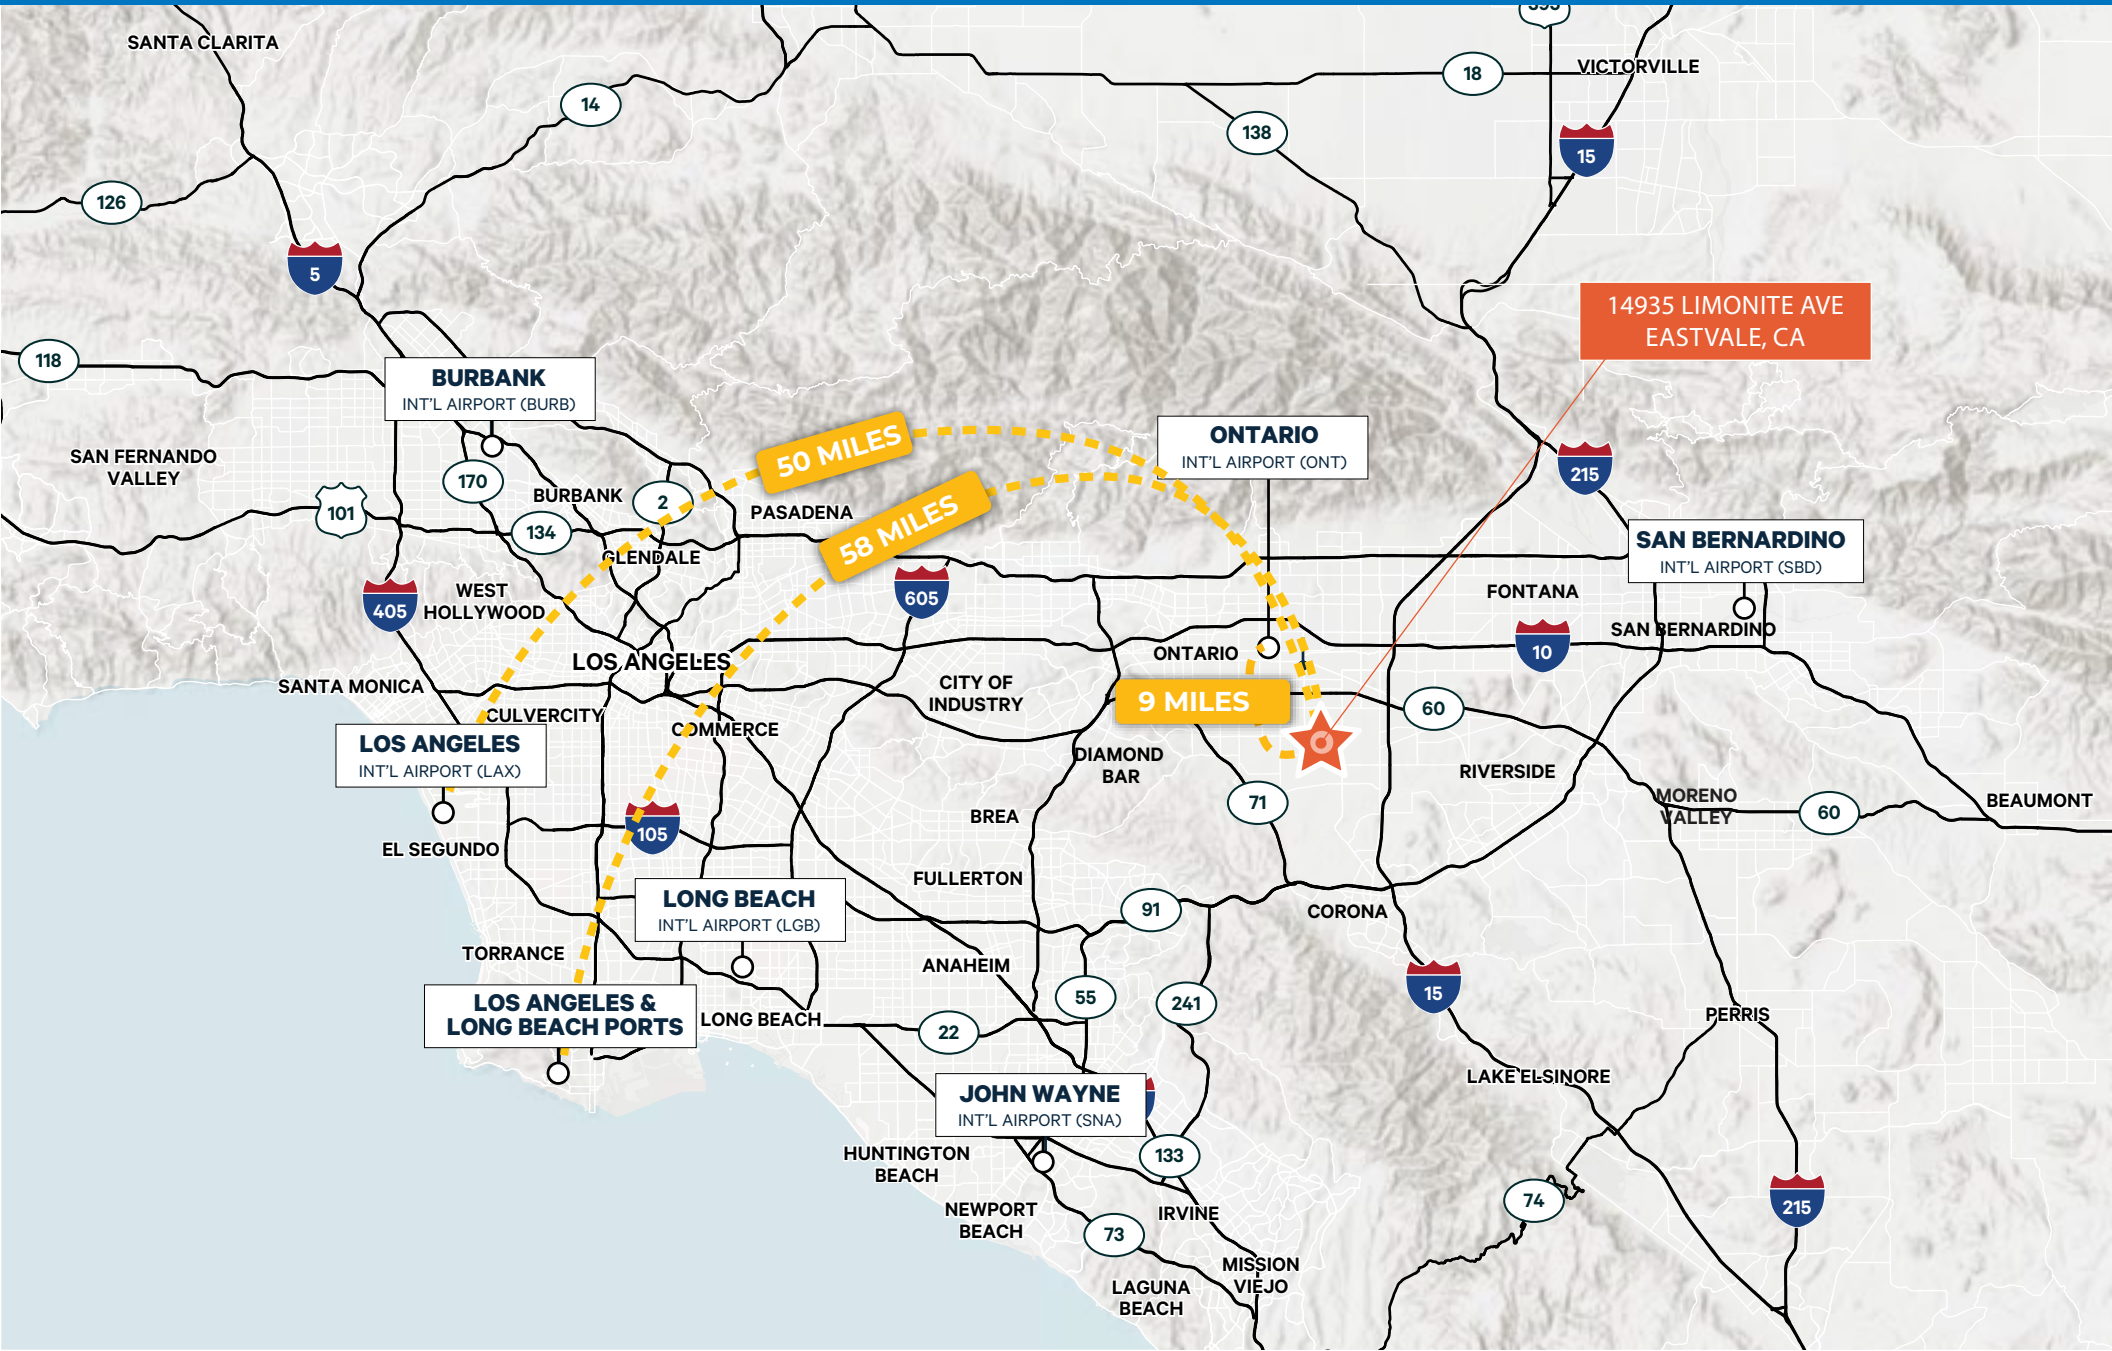 395
SANTA CLARITA
VICTORVILLE
18
14
138
15
126
5
14935 LIMONITE AVE
EASTVALE, CA
118
BURBANK
INT'L AIRPORT (BURB)
50 MILES
ONTARIO
INT'L AIRPORT (ONT)
SAN FERNANDO
VALLEY
170
215
BURBANK
2
101
PASADENA
134
58 MILES
SAN BERNARDINO
INT'L AIRPORT (SBD)
GLENDALE
WEST
HOLLYWOOD
405
605
FONTANA
SAN BERNARDINO
10
ONTARIO
LOS ANGELES
SANTA MONICA
CITY OF
INDUSTRY
9 MILES
60
CULVERCITY
COMMERCE
LOS ANGELES
INT'L AIRPORT (LAX)
DIAMOND
BAR
RIVERSIDE
MORENO
VALLEY
71
60
BEAUMONT
BREA
105
EL SEGUNDO
FULLERTON
LONG BEACH
INT'L AIRPORT (LGB)
91
CORONA
TORRANCE
ANAHEIM
55
241
15
LOS ANGELES &
LONG BEACH PORTS
LONG BEACH
22
PERRIS
LAKE ELSINORE
JOHN WAYNE
INT'L AIRPORT (SNA)
HUNTINGTON
BEACH
133
74
215
NEWPORT
BEACH
IRVINE
73
MISSION
VIEJO
LAGUNA
BEACH